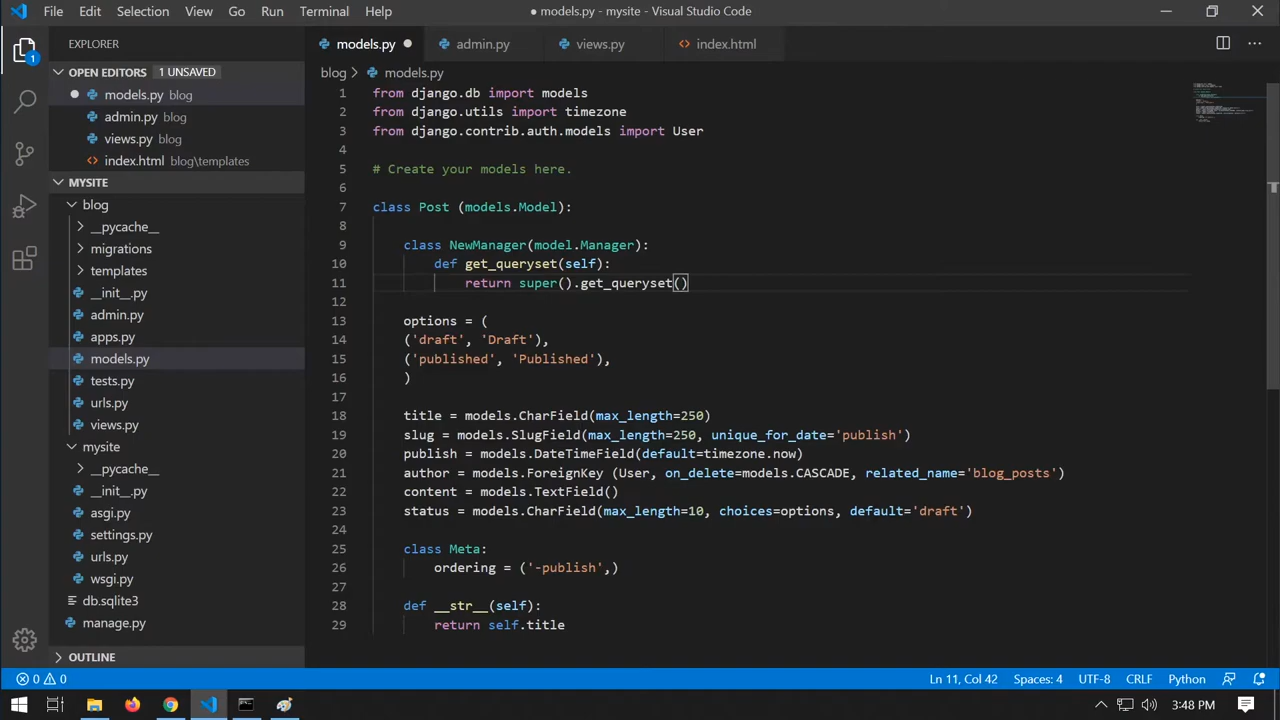 File Edit Selection View Go Run Terminal Help ● models.py - mysite - Visual Studio Code
EXPLORER
OPEN EDITORS 1 UNSAVED
models.py blog
admin.py blog
views.py blog
index.html blog\templates
MYSITE
blog
__pycache__
migrations
templates
__init__.py
admin.py
apps.py
models.py
tests.py
urls.py
views.py
mysite
__pycache__
__init__.py
asgi.py
settings.py
urls.py
wsgi.py
db.sqlite3
manage.py
OUTLINE
1
models.py admin.py views.py index.html
blog > models.py
1 from django.db import models
2 from django.utils import timezone
3 from django.contrib.auth.models import User
4
5 # Create your models here.
6
7 class Post (models.Model):
8
9 class NewManager(model.Manager):
10 def get_queryset(self):
11 return super().get_queryset()
12
13 options = (
14 ('draft', 'Draft'),
15 ('published', 'Published'),
16 )
17
18 title = models.CharField(max_length=250)
19 slug = models.SlugField(max_length=250, unique_for_date='publish')
20 publish = models.DateTimeField(default=timezone.now)
21 author = models.ForeignKey (User, on_delete=models.CASCADE, related_name='blog_posts')
22 content = models.TextField()
23 status = models.CharField(max_length=10, choices=options, default='draft')
24
25 class Meta:
26 ordering = ('-publish',)
27
28 def __str__(self):
29 return self.title
0 0 Ln 11, Col 42 Spaces: 4 UTF-8 CRLF Python
3:48 PM